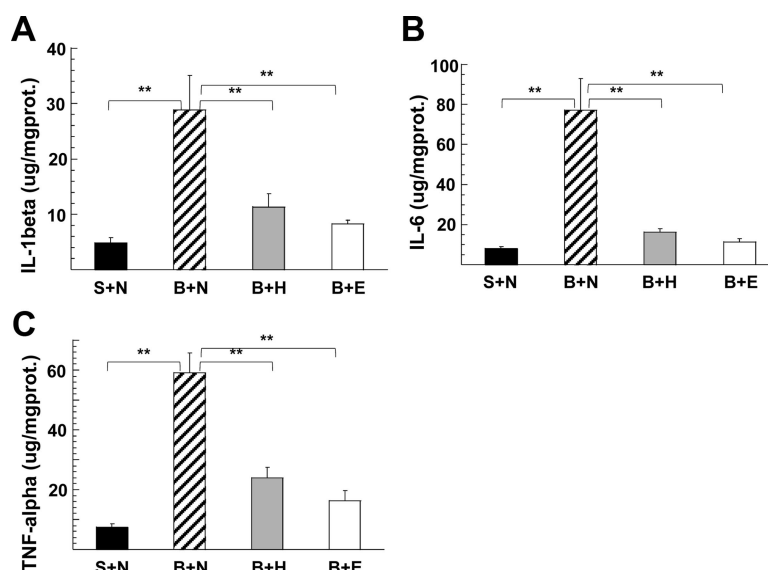 A
IL-1beta (ug/mgprot.)
40
30
20
10
**
**
**
S+N B+N B+H B+E
B
IL-6 (ug/mgprot.)
100
80
60
40
20
**
**
**
S+N B+N B+H B+E
C
TNF-alpha (ug/mgprot.)
60
40
20
**
**
**
S+N B+N B+H B+E